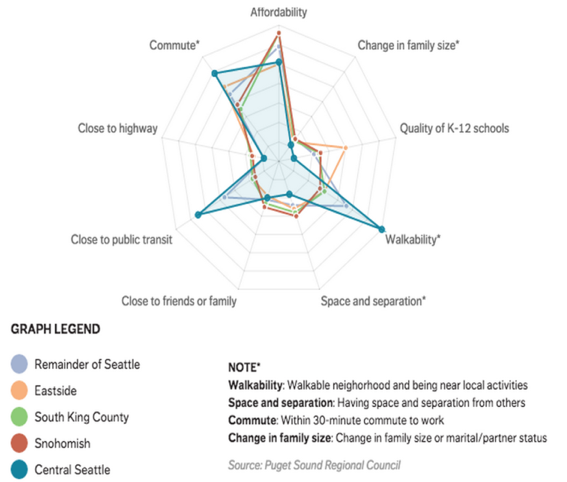 Affordability
Commute*
Change in family size*
Close to highway
Quality of K-12 schools
Close to public transit
Walkability*
Close to friends or family
Space and separation*
GRAPH LEGEND
Remainder of Seattle
Eastside
South King County
Snohomish
Central Seattle
NOTE*
Walkability: Walkable neighorhood and being near local activities
Space and separation: Having space and separation from others
Commute: Within 30-minute commute to work
Change in family size: Change in family size or marital/partner status
Source: Puget Sound Regional Council